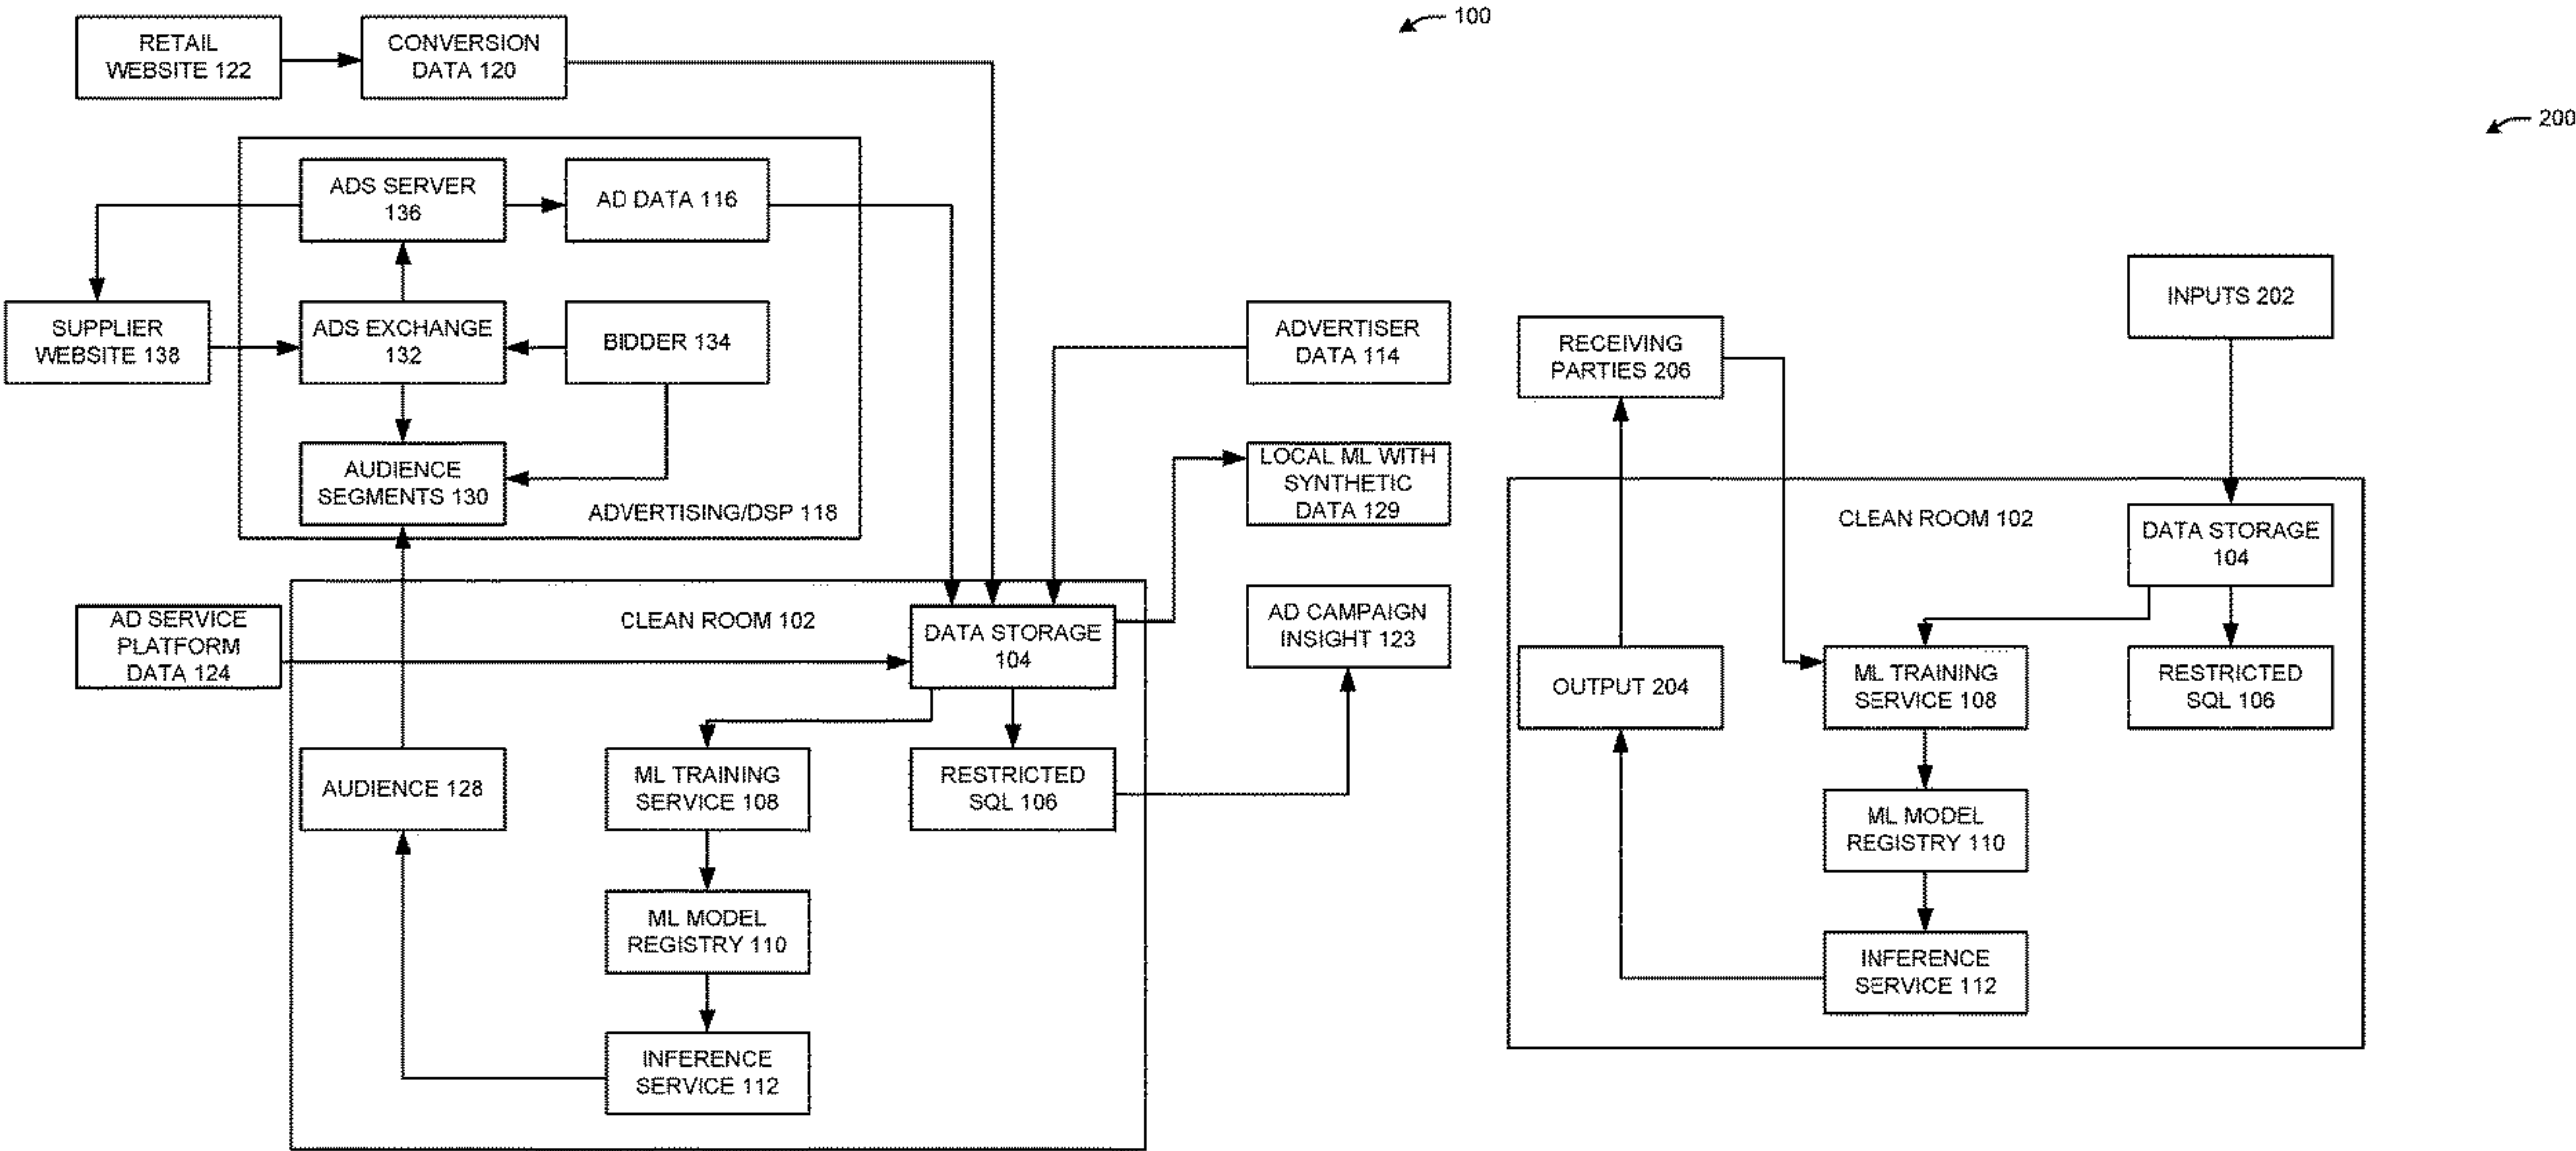 100
RETAIL
WEBSITE 122
CONVERSION
DATA 120
ADS SERVER
136
AD DATA 116
SUPPLIER
WEBSITE 138
ADS EXCHANGE
132
BIDDER 134
AUDIENCE
SEGMENTS 130
ADVERTISING/DSP 118
ADVERTISER
DATA 114
LOCAL ML WITH
SYNTHETIC
DATA 129
AD CAMPAIGN
INSIGHT 123
AD SERVICE
PLATFORM
DATA 124
CLEAN ROOM 102
DATA STORAGE
104
AUDIENCE 128
ML TRAINING
SERVICE 108
RESTRICTED
SQL 106
ML MODEL
REGISTRY 110
INFERENCE
SERVICE 112
200
INPUTS 202
RECEIVING
PARTIES 206
CLEAN ROOM 102
DATA STORAGE
104
OUTPUT 204
ML TRAINING
SERVICE 108
RESTRICTED
SQL 106
ML MODEL
REGISTRY 110
INFERENCE
SERVICE 112